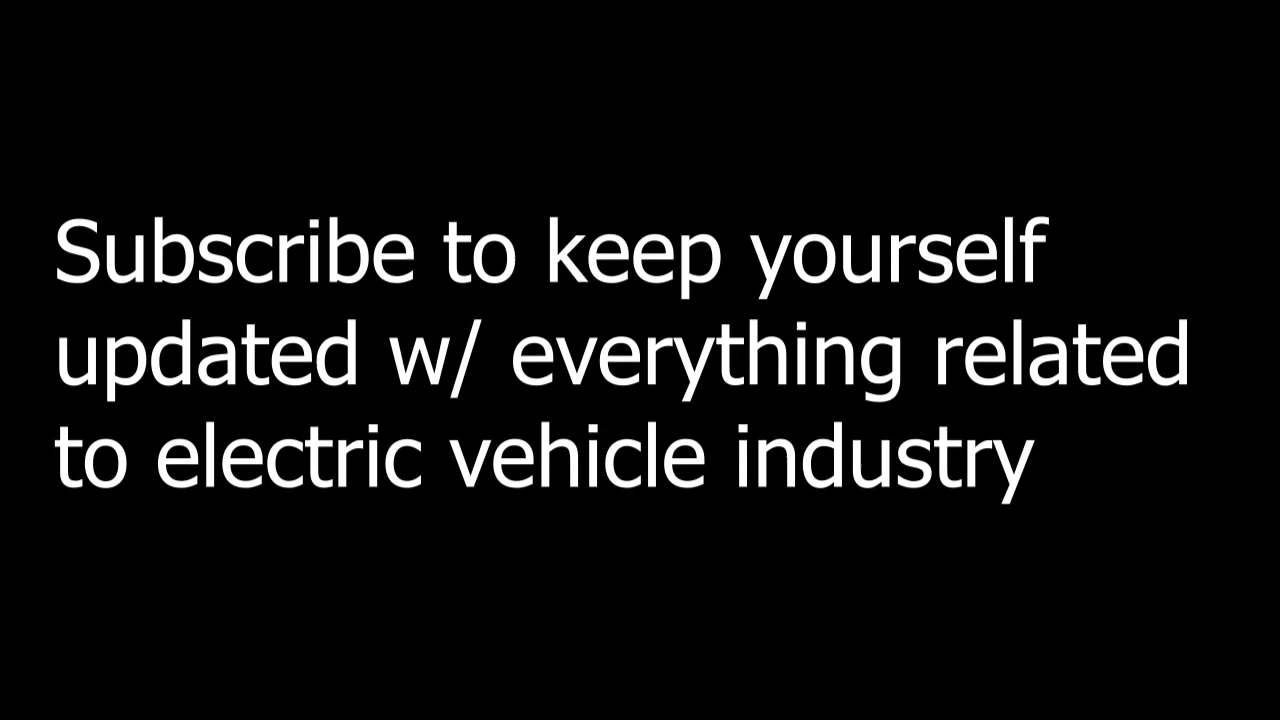 Subscribe to keep yourself
updated w/ everything related
to electric vehicle industry